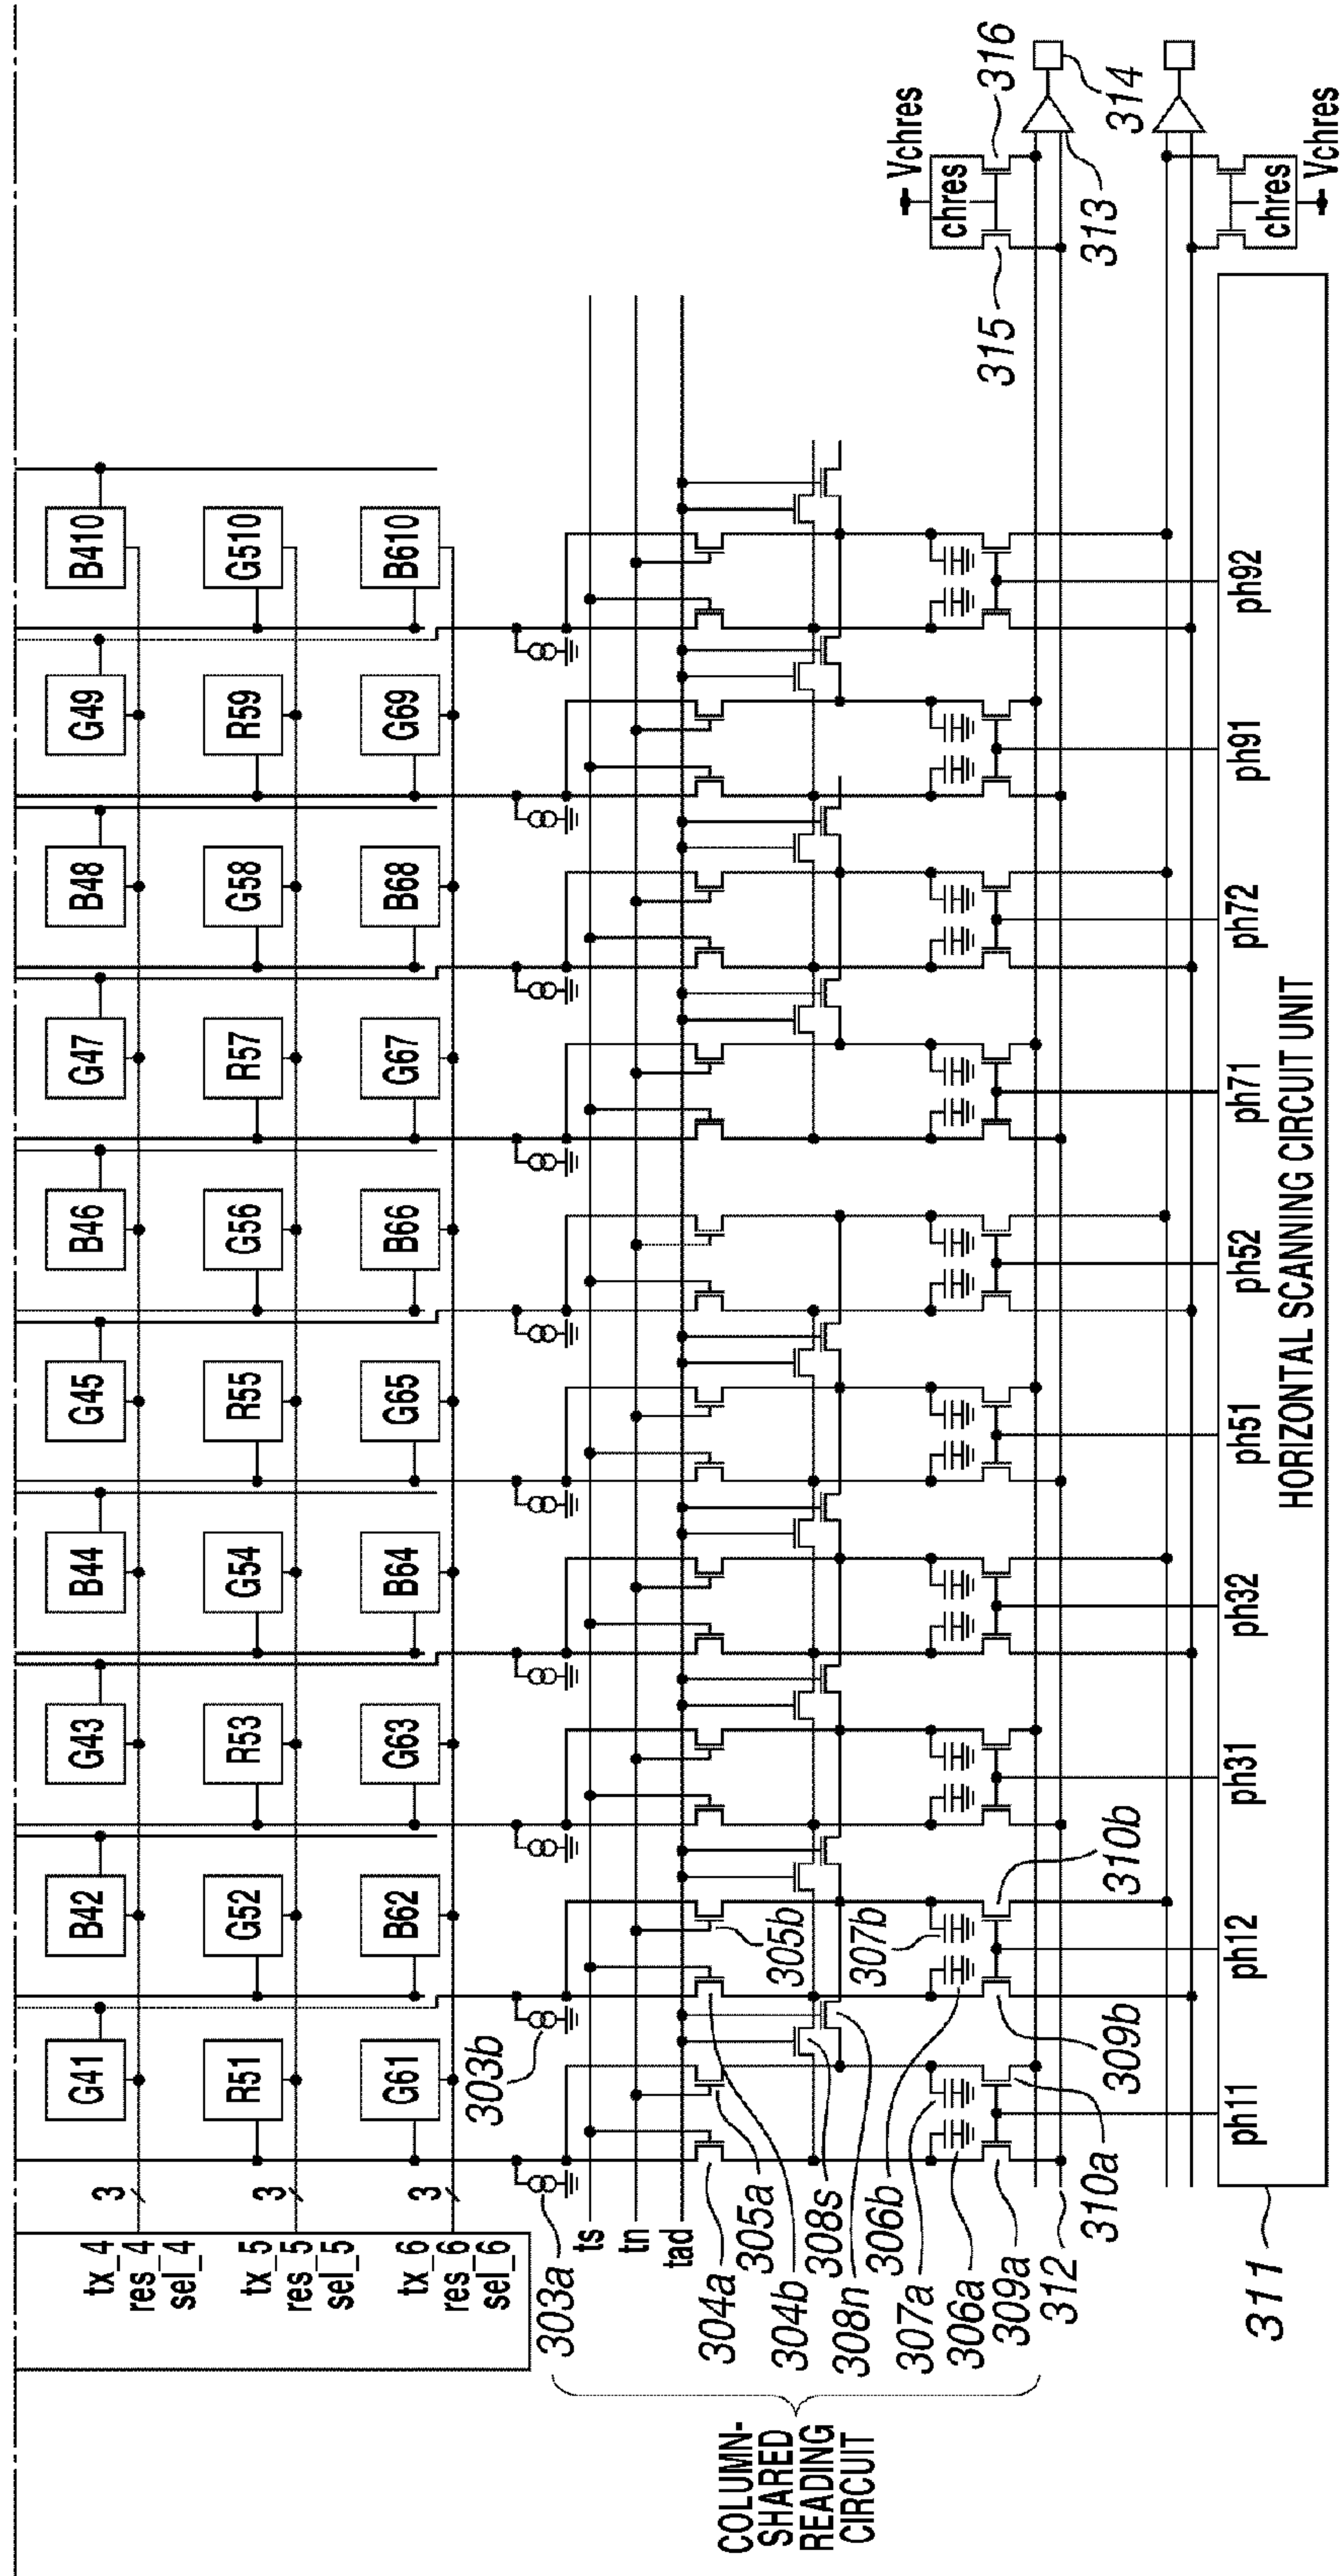 tx_4
res_4
sel_4
3
G41
B42
G43
B44
G45
B46
G47
B48
G49
B410
tx_5
res_5
sel_5
3
R51
G52
R53
G54
R55
G56
R57
G58
R59
G510
tx_6
res_6
sel_6
3
G61
B62
G63
B64
G65
B66
G67
B68
G69
B610
303a
303b
ts
tn
tad
COLUMN-
SHARED
READING
CIRCUIT
304a
305a
304b
305b
308s
308n
307b
307a
306b
306a
309a
309b
310b
312
310a
315
316
Vchres
chres
313
314
chres
Vchres
ph11
ph12
ph31
ph32
ph51
ph52
ph71
ph72
ph91
ph92
HORIZONTAL SCANNING CIRCUIT UNIT
311